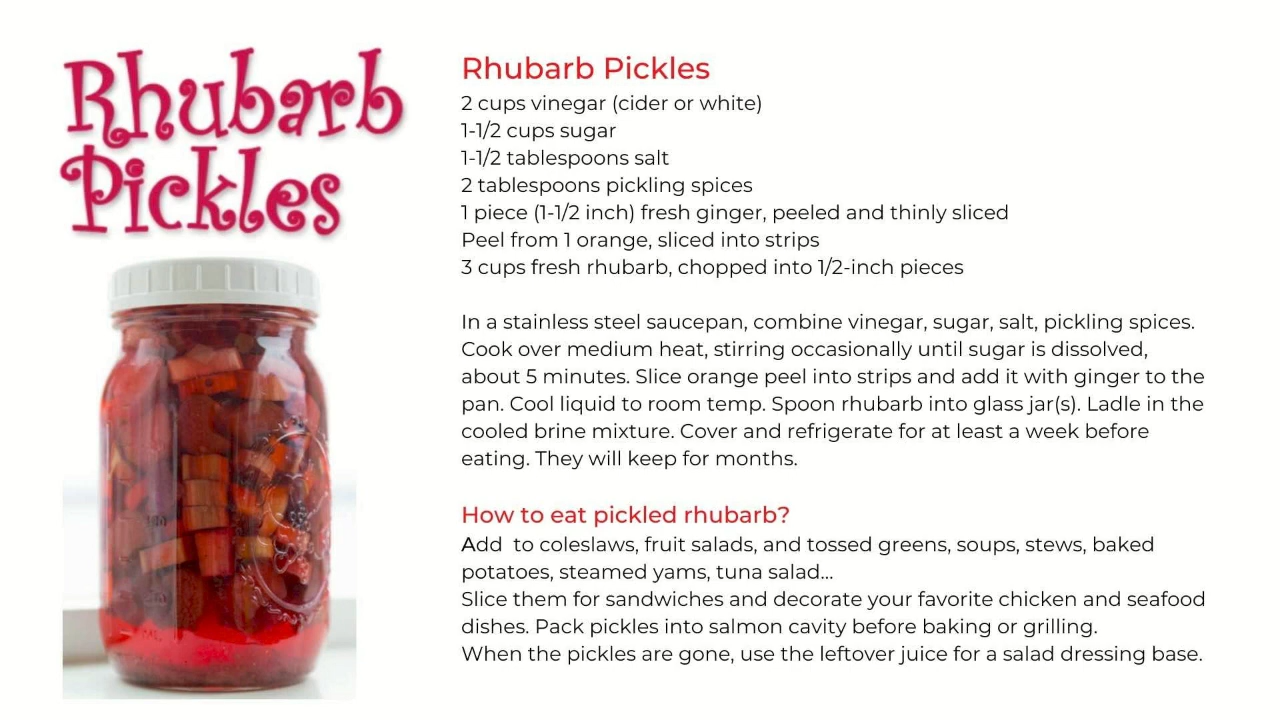 Rhubarb
Pickles
Rhubarb Pickles
2 cups vinegar (cider or white)
1-1/2 cups sugar
1-1/2 tablespoons salt
2 tablespoons pickling spices
1 piece (1-1/2 inch) fresh ginger, peeled and thinly sliced
Peel from 1 orange, sliced into strips
3 cups fresh rhubarb, chopped into 1/2-inch pieces
In a stainless steel saucepan, combine vinegar, sugar, salt, pickling spices.
Cook over medium heat, stirring occasionally until sugar is dissolved,
about 5 minutes. Slice orange peel into strips and add it with ginger to the
pan. Cool liquid to room temp. Spoon rhubarb into glass jar(s). Ladle in the
cooled brine mixture. Cover and refrigerate for at least a week before
eating. They will keep for months.
How to eat pickled rhubarb?
Add  to coleslaws, fruit salads, and tossed greens, soups, stews, baked
potatoes, steamed yams, tuna salad...
Slice them for sandwiches and decorate your favorite chicken and seafood
dishes. Pack pickles into salmon cavity before baking or grilling.
When the pickles are gone, use the leftover juice for a salad dressing base.